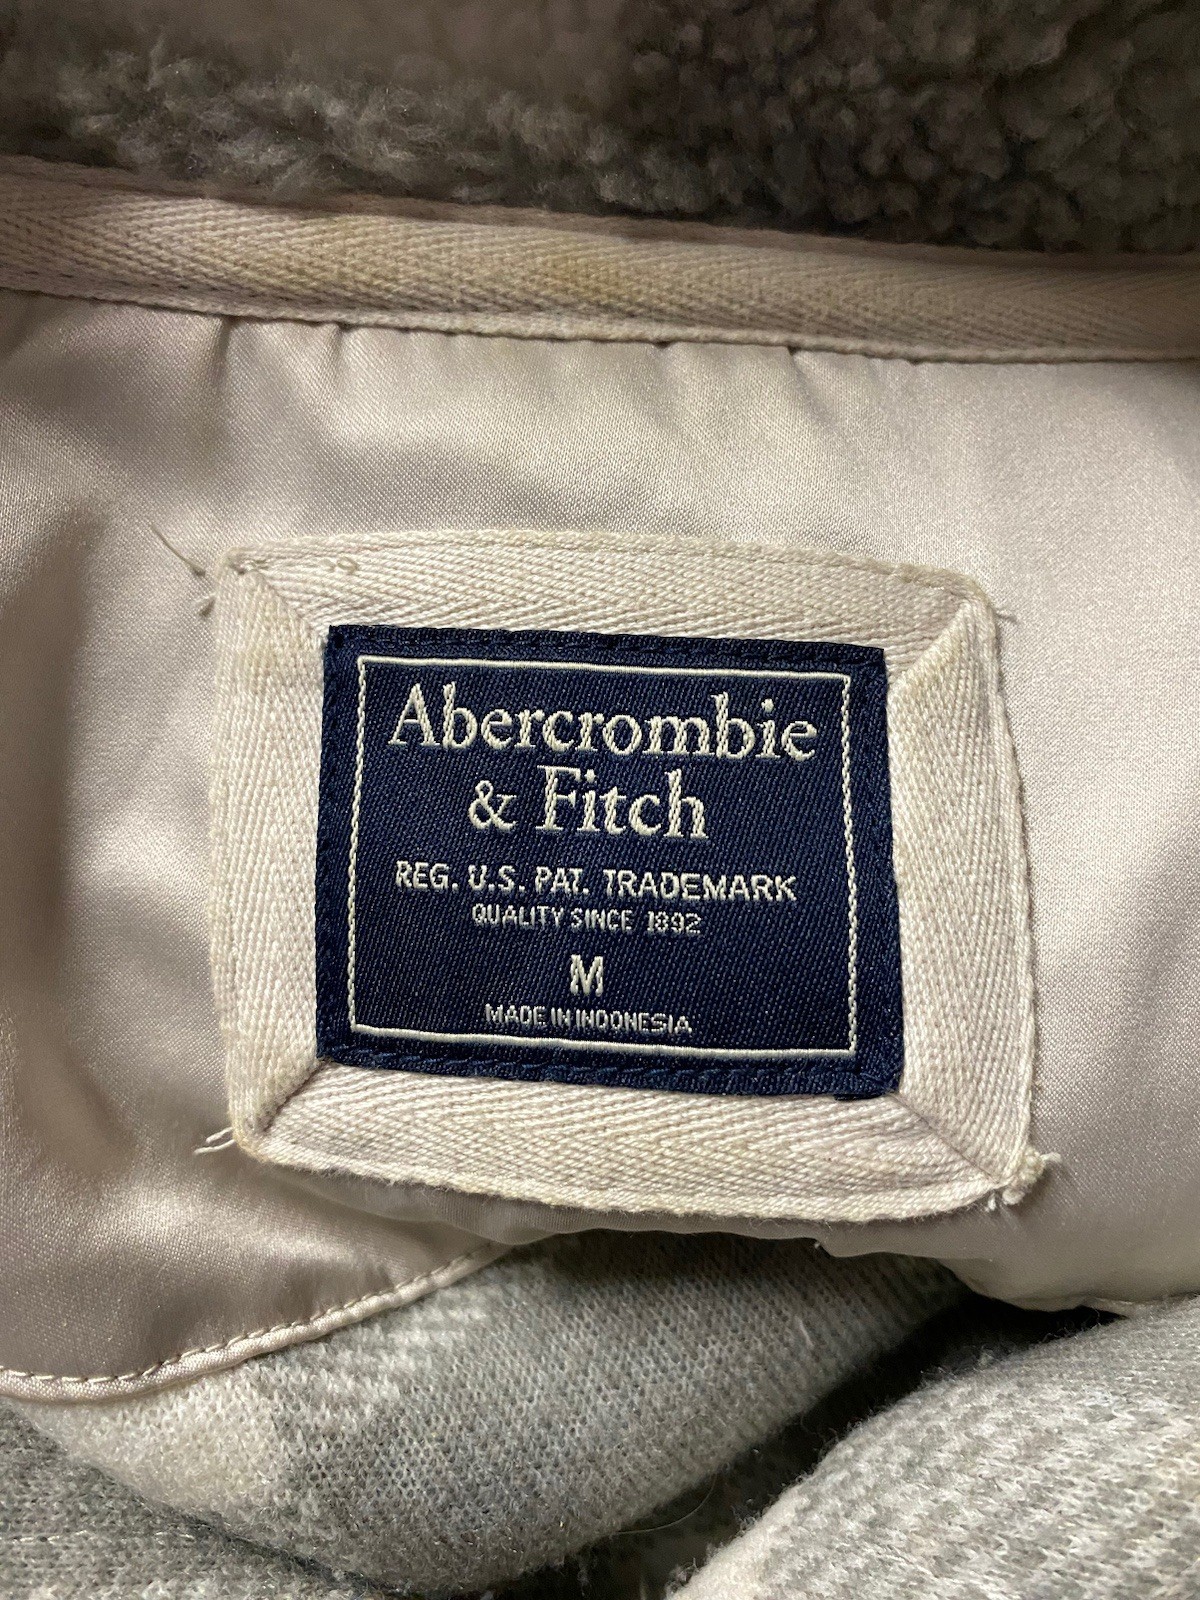 Abercrombie
& Fitch
REG. U.S. PAT. TRADEMARK
QUALITY SINCE 1892
M
MADE IN INDONESIA